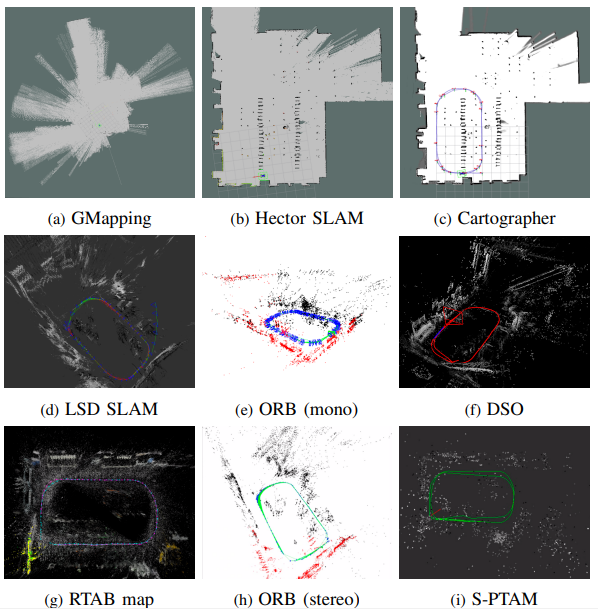 (a) GMapping
(b) Hector SLAM
(c) Cartographer
(d) LSD SLAM
(e) ORB (mono)
(f) DSO
(g) RTAB map
(h) ORB (stereo)
(i) S-PTAM